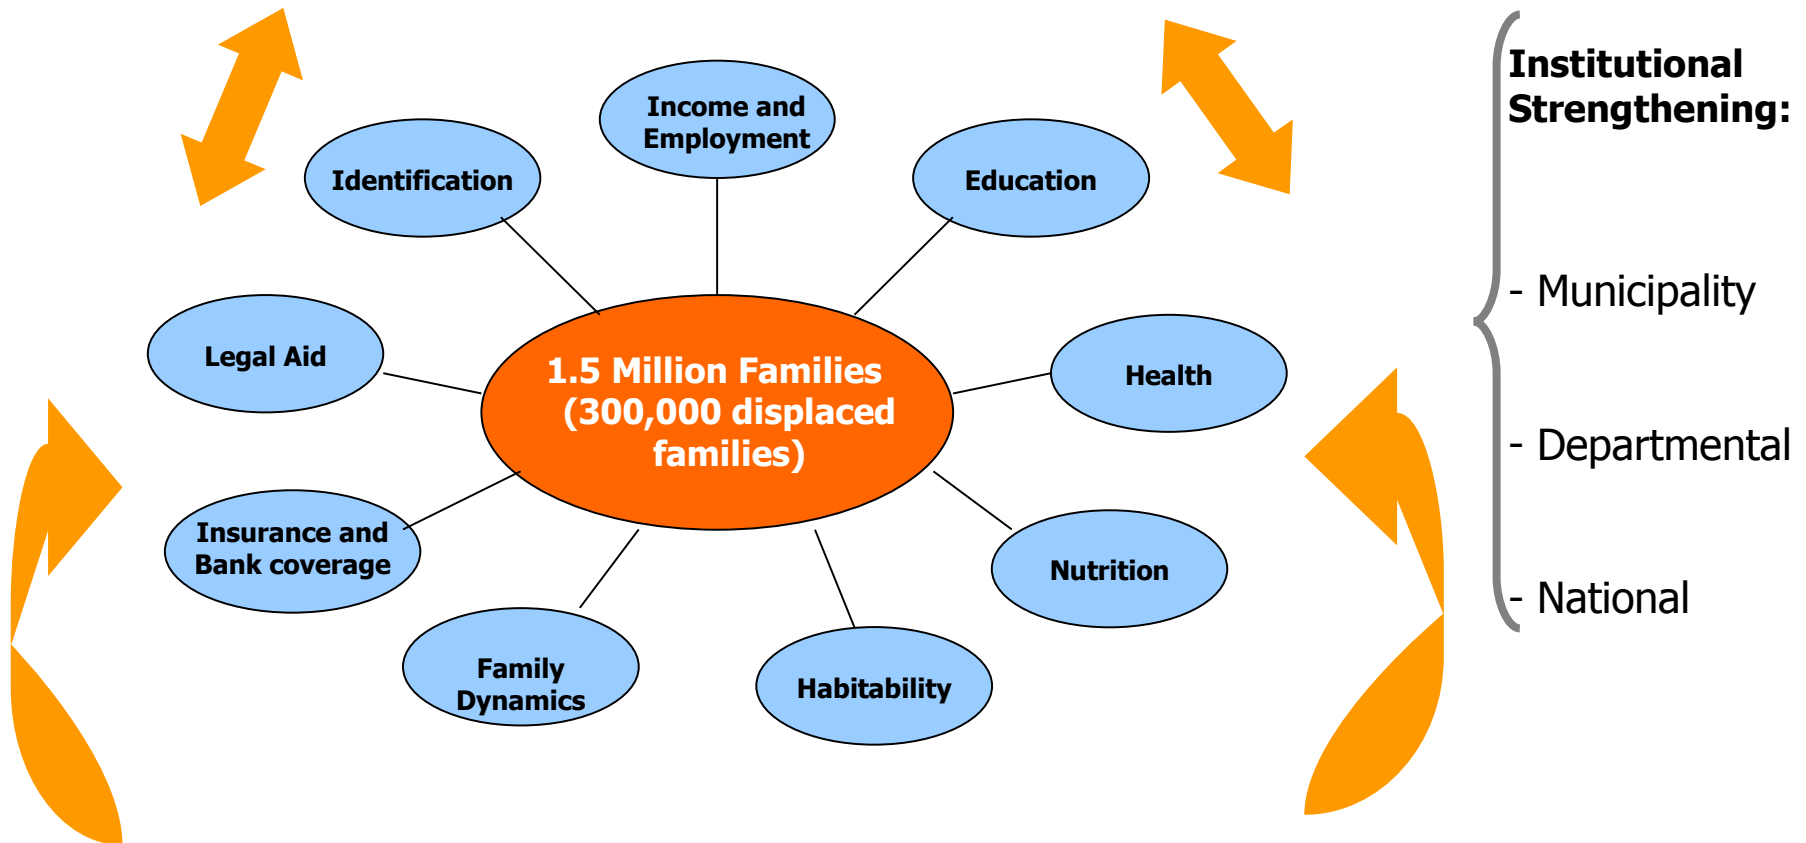 Income and
Employment
Identification
Education
Legal Aid
Health
1.5 Million Families
(300,000 displaced
families)
Insurance and
Bank coverage
Nutrition
Family
Dynamics
Habitability
Institutional
Strengthening:
- Municipality
- Departmental
- National